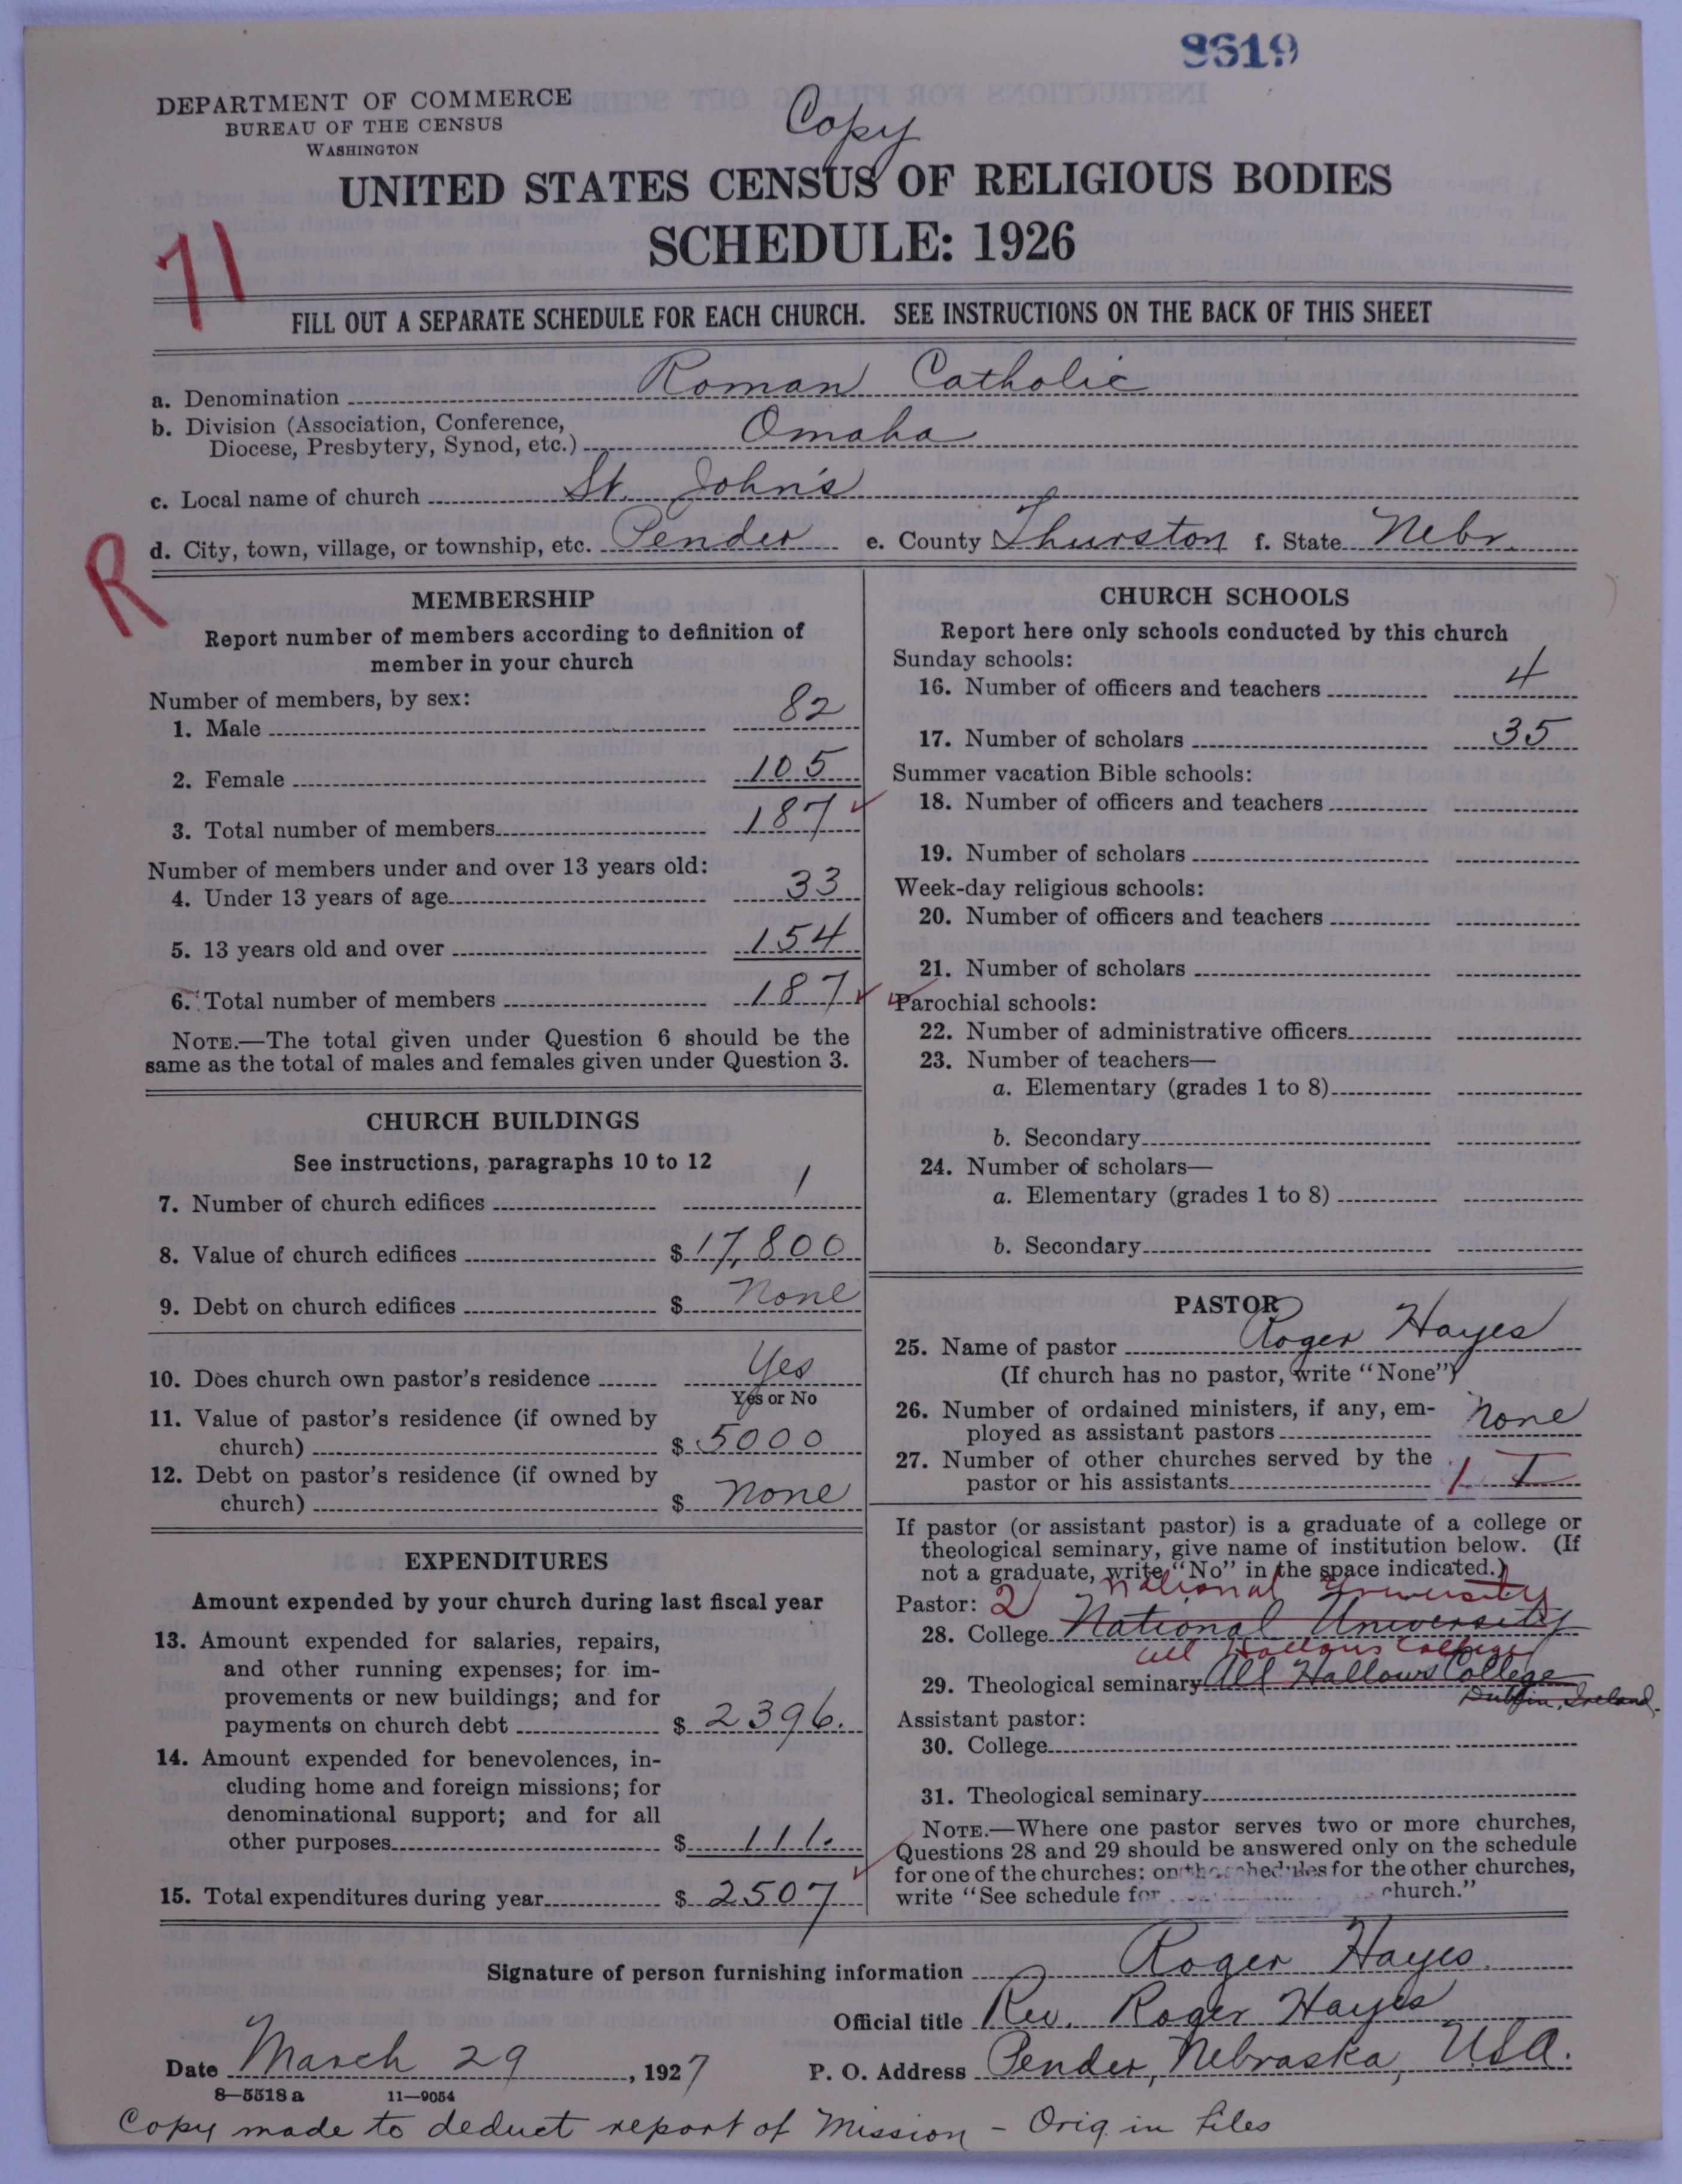 8619
DEPARTMENT OF COMMERCE
BUREAU OF THE CENSUS
WASHINGTON
Copy
UNITED STATES CENSUS OF RELIGIOUS BODIES
SCHEDULE: 1926
71
FILL OUT A SEPARATE SCHEDULE FOR EACH CHURCH. SEE INSTRUCTIONS ON THE BACK OF THIS SHEET
a. Denomination Roman Catholic
b. Division (Association, Conference,
Diocese, Presbytery, Synod, etc.) Omaha
c. Local name of church St. John's
d. City, town, village, or township, etc. Pender e. County Thurston f. State Nebr.
R
MEMBERSHIP
Report number of members according to definition of
member in your church
Number of members, by sex:
1. Male 82
2. Female 105
3. Total number of members 187 ✓
Number of members under and over 13 years old:
4. Under 13 years of age 33
5. 13 years old and over 154
6. Total number of members 187 ✓
NOTE.—The total given under Question 6 should be the
same as the total of males and females given under Question 3.
CHURCH BUILDINGS
See instructions, paragraphs 10 to 12
7. Number of church edifices 1
8. Value of church edifices $17,800
9. Debt on church edifices $ None
10. Does church own pastor's residence Yes
Yes or No
11. Value of pastor's residence (if owned by
church) $5000
12. Debt on pastor's residence (if owned by
church) $ None
EXPENDITURES
Amount expended by your church during last fiscal year
13. Amount expended for salaries, repairs,
and other running expenses; for im-
provements or new buildings; and for
payments on church debt $2396.
14. Amount expended for benevolences, in-
cluding home and foreign missions; for
denominational support; and for all
other purposes $111.
15. Total expenditures during year $2507 ✓
CHURCH SCHOOLS
Report here only schools conducted by this church
Sunday schools:
16. Number of officers and teachers 4
17. Number of scholars 35
Summer vacation Bible schools:
18. Number of officers and teachers
19. Number of scholars
Week-day religious schools:
20. Number of officers and teachers
21. Number of scholars
✓ Parochial schools:
22. Number of administrative officers
23. Number of teachers—
a. Elementary (grades 1 to 8)
b. Secondary
24. Number of scholars—
a. Elementary (grades 1 to 8)
b. Secondary
PASTOR
25. Name of pastor Roger Hayes
(If church has no pastor, write "None")
26. Number of ordained ministers, if any, em-
ployed as assistant pastors None
27. Number of other churches served by the
pastor or his assistants 1 I
If pastor (or assistant pastor) is a graduate of a college or
theological seminary, give name of institution below. (If
not a graduate, write "No" in the space indicated.)
National University
Pastor: 2
28. College National University
All Hallows College
29. Theological seminary All Hallows College
Dublin, Ireland.
Assistant pastor:
30. College
31. Theological seminary
NOTE.—Where one pastor serves two or more churches,
Questions 28 and 29 should be answered only on the schedule
for one of the churches; on the schedules for the other churches,
write "See schedule for church."
Signature of person furnishing information Roger Hayes.
Official title Rev. Roger Hayes
Date March 29, 1927 P. O. Address Pender, Nebraska, USA.
8—5518 a 11—9054
Copy made to deduct report of Mission – Orig. in files